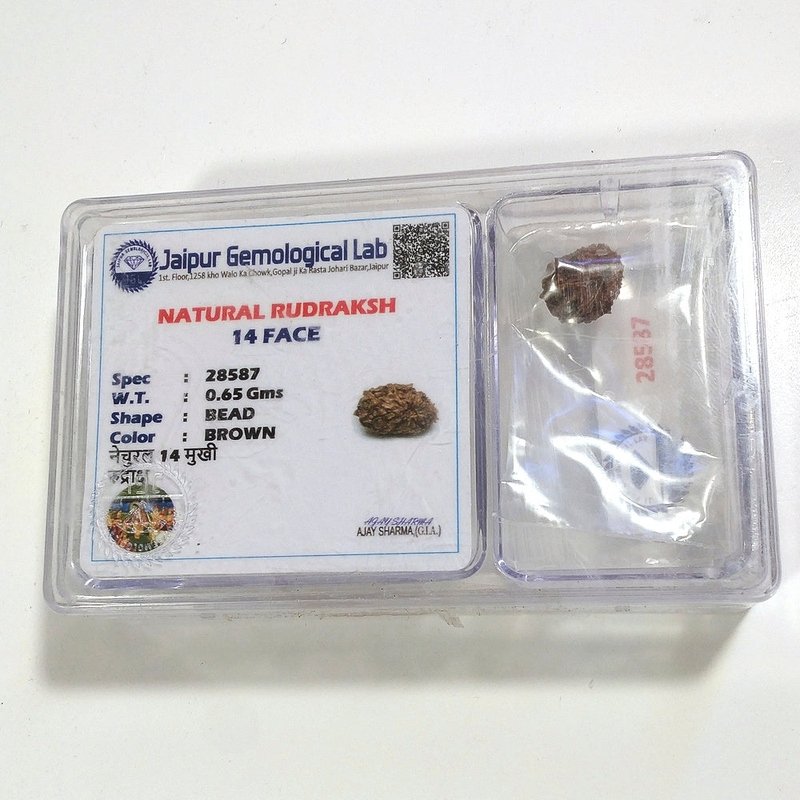 Jaipur Gemological Lab
1st. Floor,1258 kho Walo Ka Chowk,Gopal ji Ka Rasta Johari Bazar,Jaipur
NATURAL RUDRAKSH
14 FACE
Spec : 28587
W.T. : 0.65 Gms
Shape : BEAD
Color : BROWN
नेचुरल 14 मुखी
रुद्राक्ष
AJAY SHARMA
AJAY SHARMA,(G.I.A.)
28587